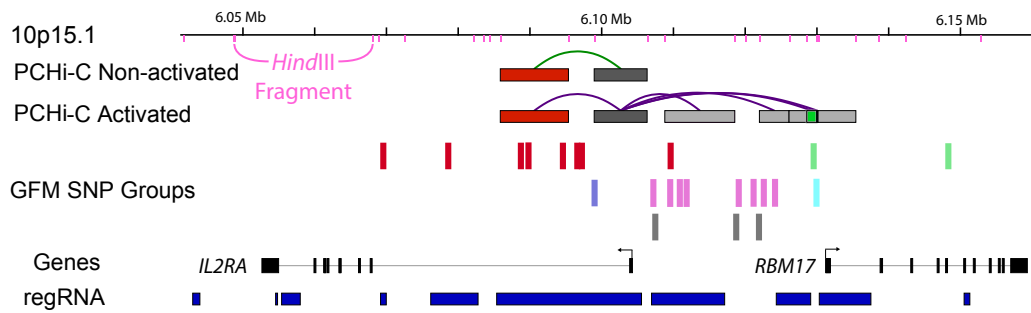 6.05 Mb 6.10 Mb 6.15 Mb
10p15.1
HindIII
Fragment
PCHi-C Non-activated
PCHi-C Activated
GFM SNP Groups
Genes IL2RA RBM17
regRNA